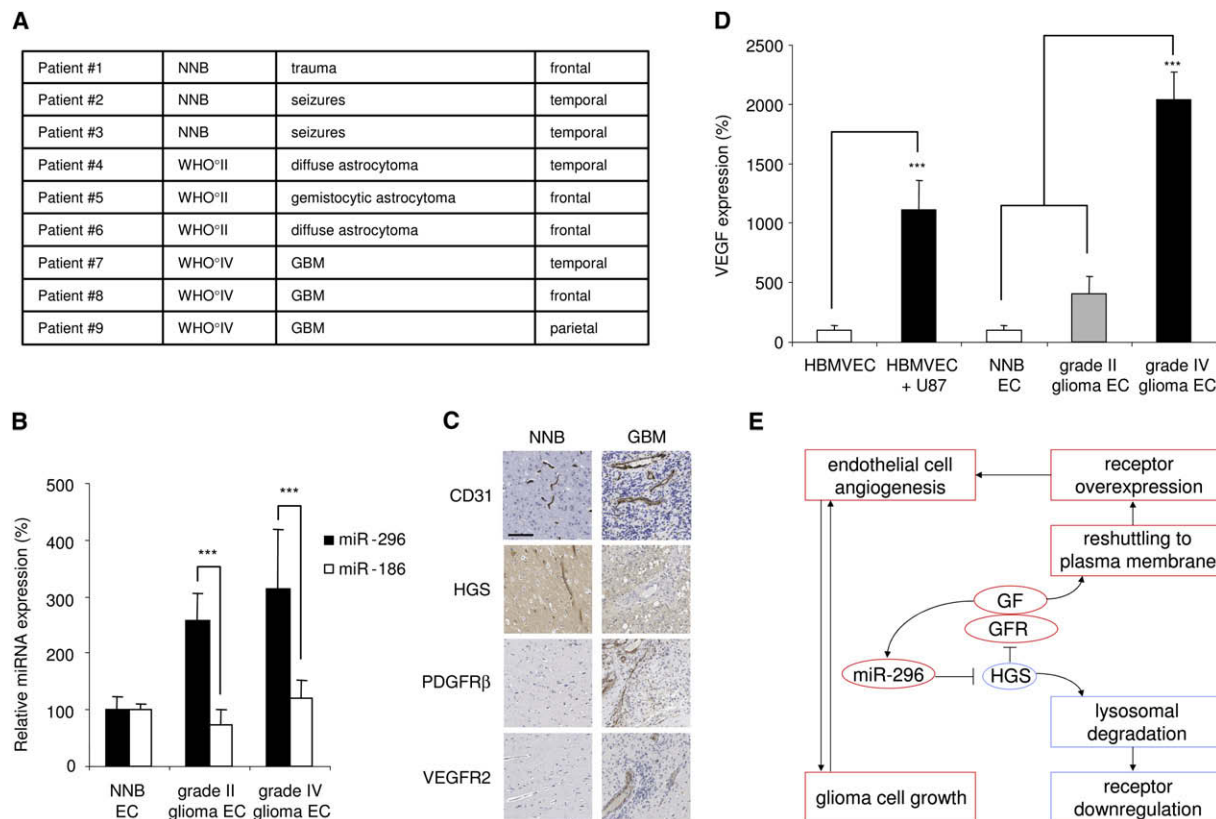 A
Patient #1 NNB trauma frontal
Patient #2 NNB seizures temporal
Patient #3 NNB seizures temporal
Patient #4 WHO°II diffuse astrocytoma temporal
Patient #5 WHO°II gemistocytic astrocytoma frontal
Patient #6 WHO°II diffuse astrocytoma frontal
Patient #7 WHO°IV GBM temporal
Patient #8 WHO°IV GBM frontal
Patient #9 WHO°IV GBM parietal
B
Relative miRNA expression (%)
500
400
300
200
100
0
***
***
miR-296
miR-186
NNB
EC
grade II
glioma EC
grade IV
glioma EC
C
NNB GBM
CD31
HGS
PDGFRβ
VEGFR2
D
VEGF expression (%)
2500
2000
1500
1000
500
0
***
***
HBMVEC
HBMVEC
+ U87
NNB
EC
grade II
glioma EC
grade IV
glioma EC
E
endothelial cell
angiogenesis
receptor
overexpression
reshuttling to
plasma membrane
GF
GFR
miR-296
HGS
lysosomal
degradation
glioma cell growth
receptor
downregulation